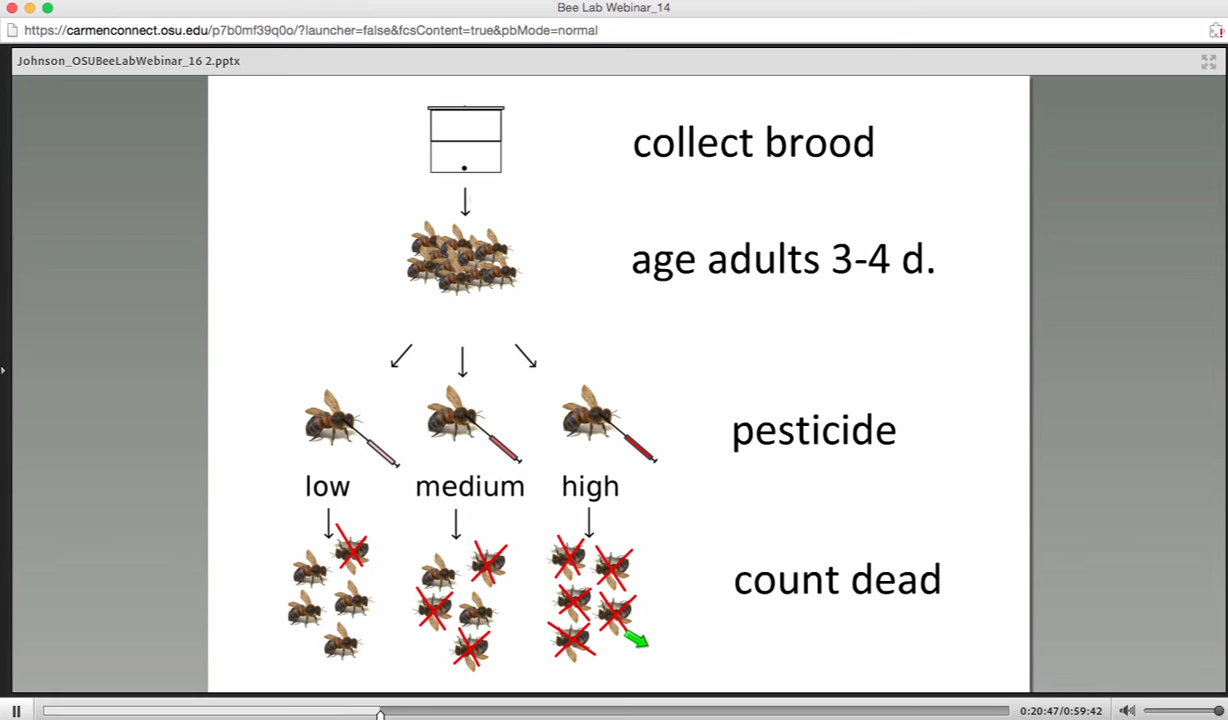 Bee Lab Webinar_14
https://carmenconnect.osu.edu/p7b0mf39q0o/?launcher=false&fcsContent=true&pbMode=normal
Johnson_OSUBeeLabWebinar_16 2.pptx
collect brood
age adults 3-4 d.
pesticide
low medium high
count dead
0:20:47/0:59:42